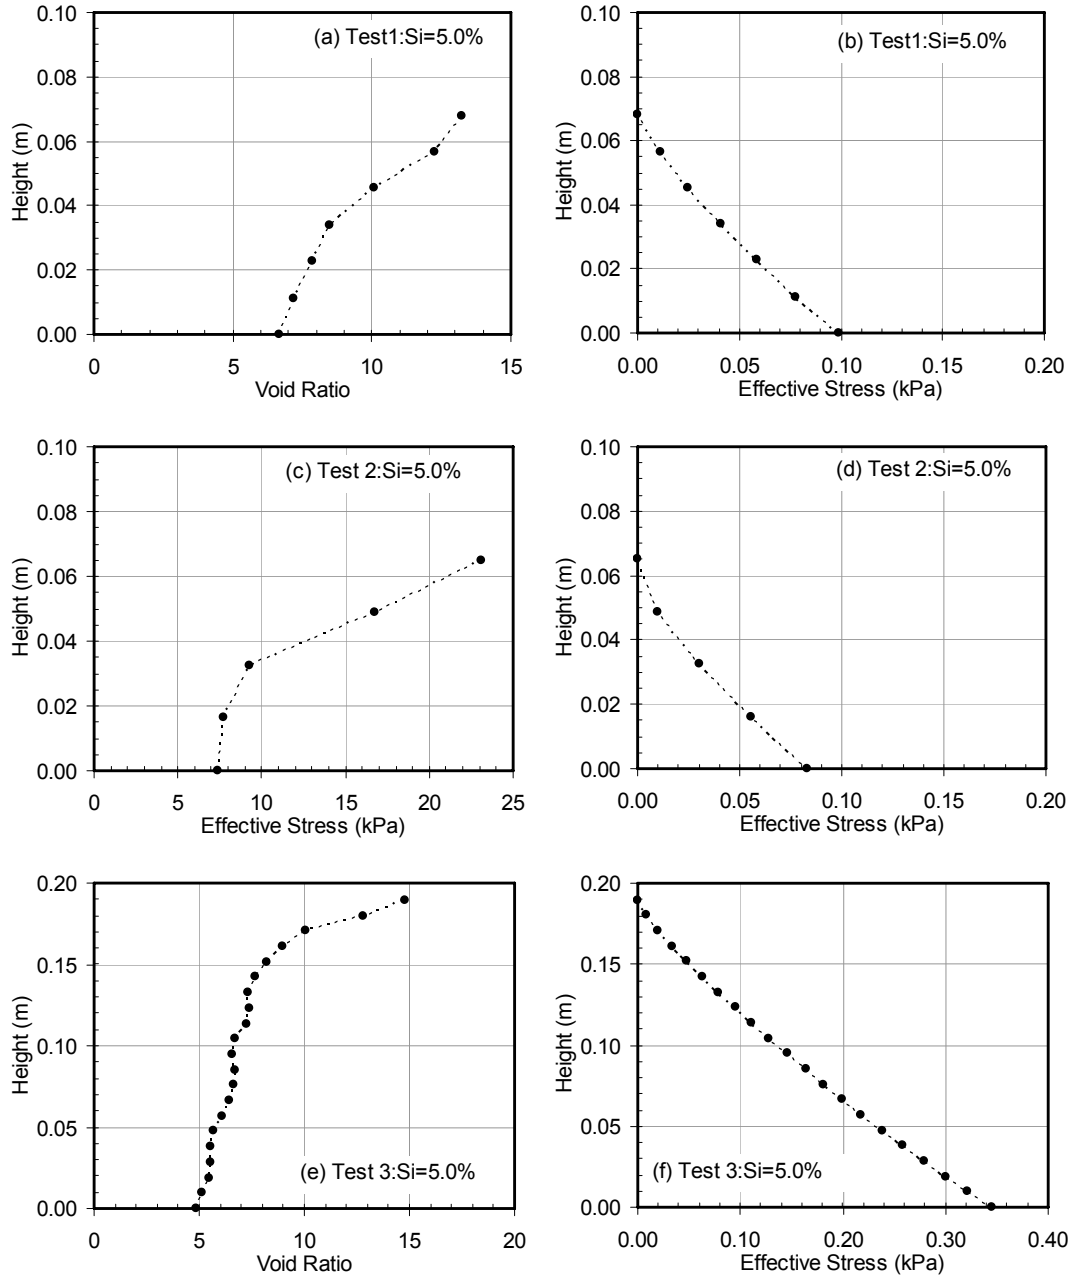 0.10
0.08
0.06
0.04
0.02
0.00
Height (m)
(a) Test1:Si=5.0%
0 5 10 15
Void Ratio
0.10
0.08
0.06
0.04
0.02
0.00
Height (m)
(b) Test1:Si=5.0%
0.00 0.05 0.10 0.15 0.20
Effective Stress (kPa)
0.10
0.08
0.06
0.04
0.02
0.00
Height (m)
(c) Test 2:Si=5.0%
0 5 10 15 20 25
Effective Stress (kPa)
0.10
0.08
0.06
0.04
0.02
0.00
Height (m)
(d) Test 2:Si=5.0%
0.00 0.05 0.10 0.15 0.20
Effective Stress (kPa)
0.20
0.15
0.10
0.05
0.00
Height (m)
(e) Test 3:Si=5.0%
0 5 10 15 20
Void Ratio
0.20
0.15
0.10
0.05
0.00
Height (m)
(f) Test 3:Si=5.0%
0.00 0.10 0.20 0.30 0.40
Effective Stress (kPa)